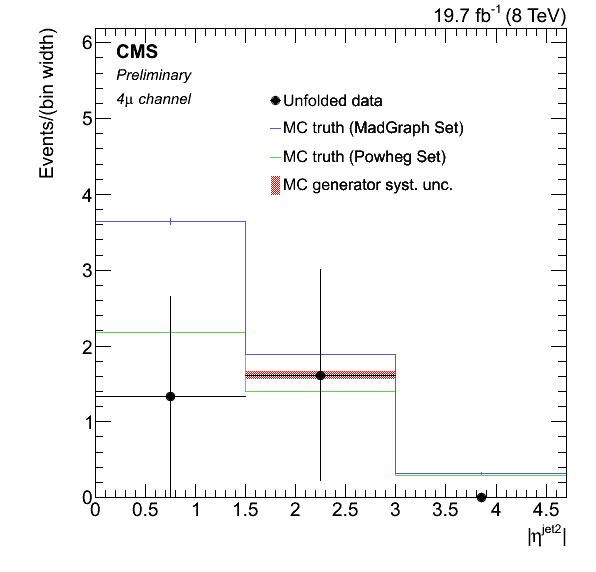 19.7 fb⁻¹ (8 TeV)
CMS
Preliminary
4μ channel
Unfolded data
MC truth (MadGraph Set)
MC truth (Powheg Set)
MC generator syst. unc.
Events/(bin width)
6
5
4
3
2
1
0
0 0.5 1 1.5 2 2.5 3 3.5 4 4.5
|η^jet2|